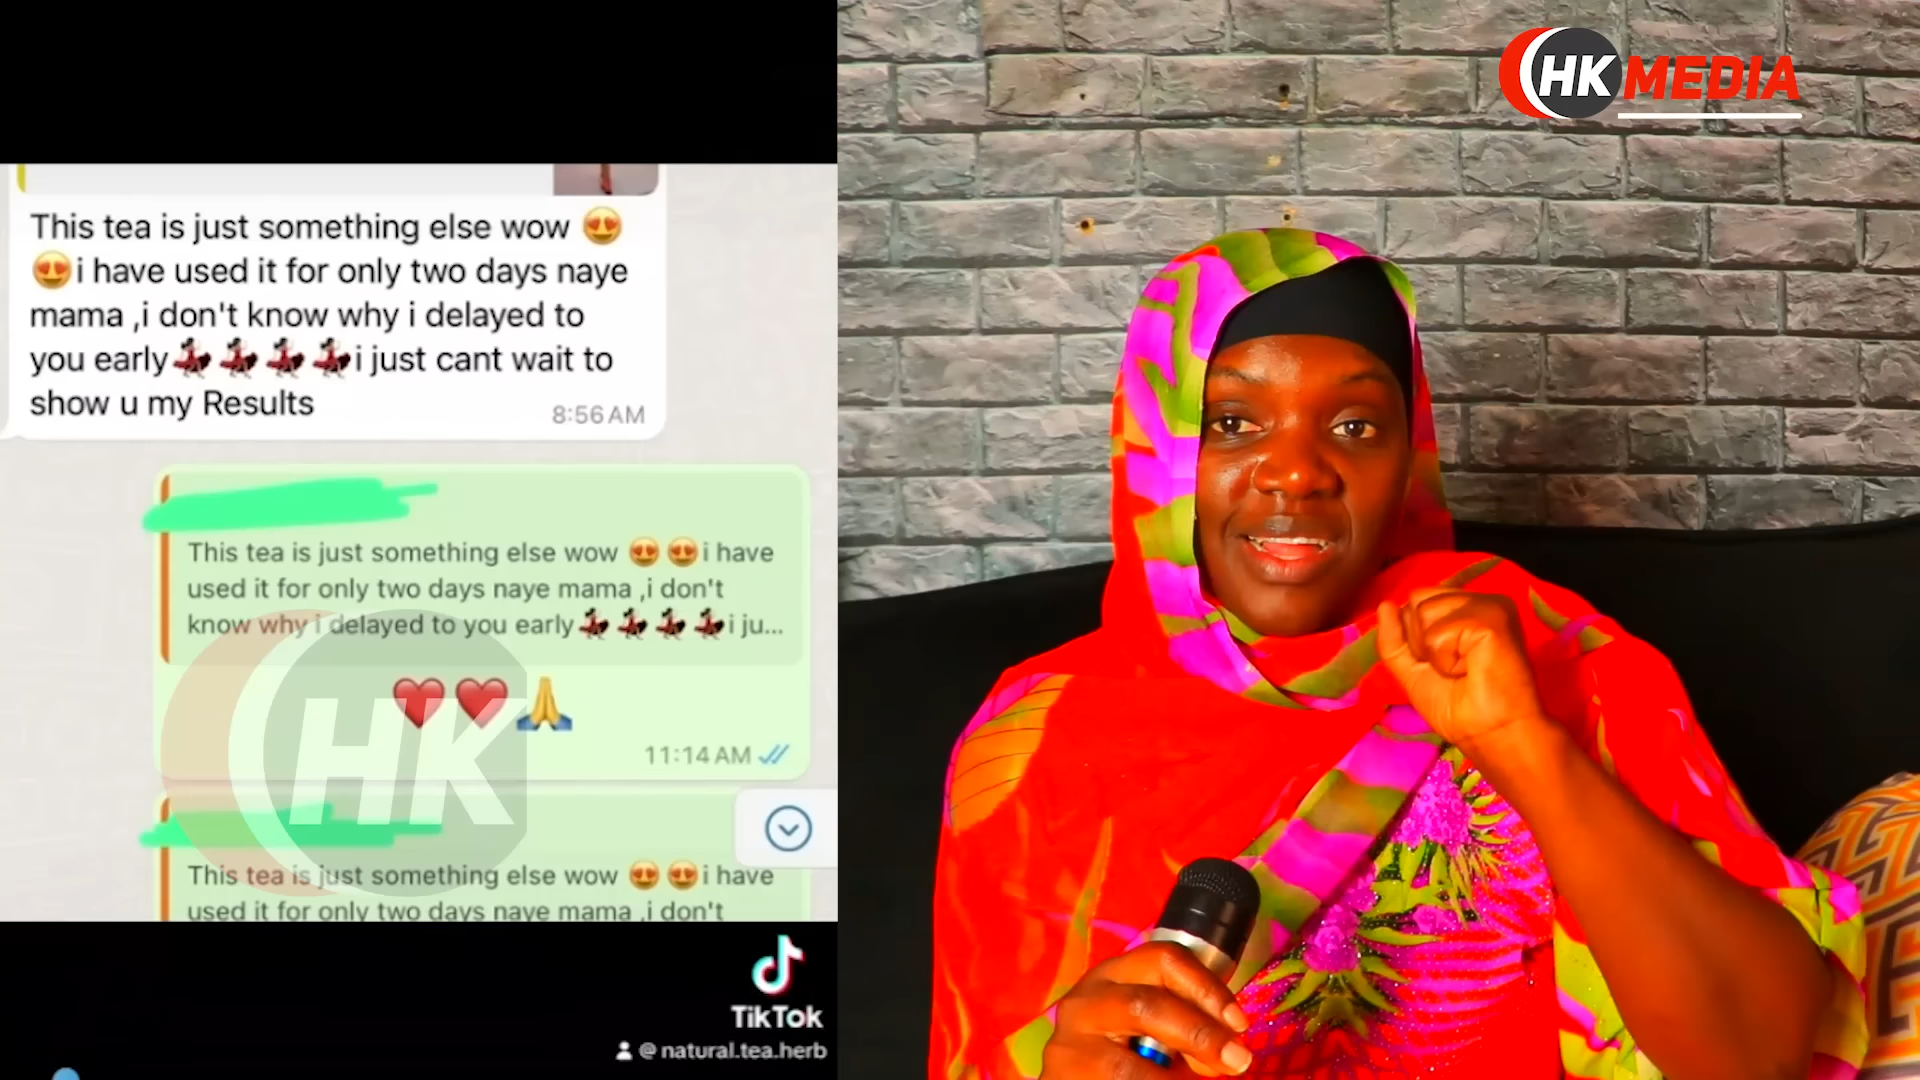 This tea is just something else wow 😍
😍i have used it for only two days naye
mama ,i don't know why i delayed to
you early💃💃💃💃i just cant wait to
show u my Results
8:56 AM
This tea is just something else wow 😍😍i have
used it for only two days naye mama ,i don't
know why i delayed to you early💃💃💃💃i ju...
❤️❤️🙏
11:14 AM
This tea is just something else wow 😍😍i have
used it for only two days naye mama ,i don't
TikTok
@ natural.tea.herb
HK
HK MEDIA